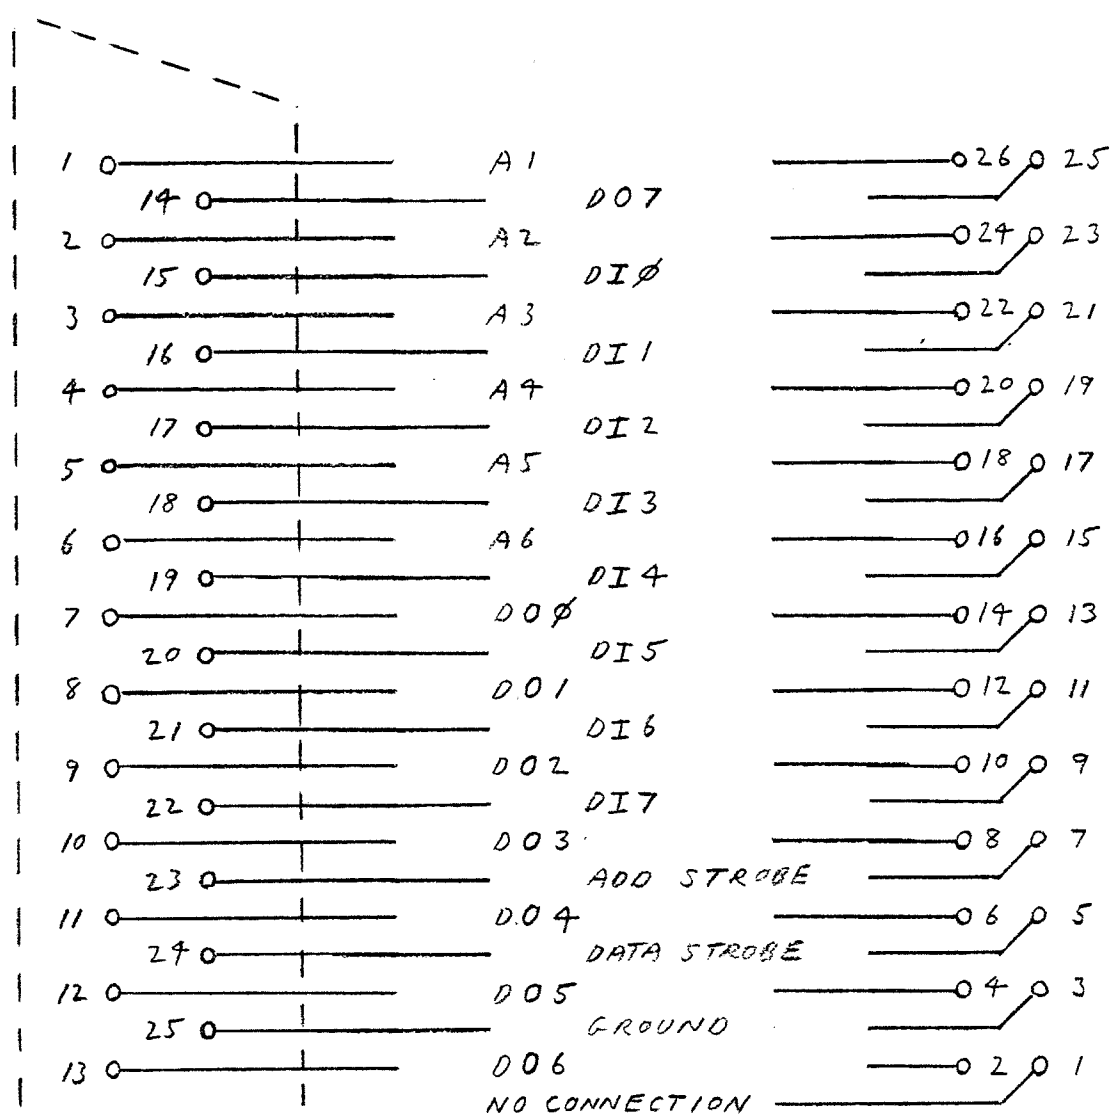 1 A1 26 25
14 DO7
2 A2 24 23
15 DIØ
3 A3 22 21
16 DI1
4 A4 20 19
17 DI2
5 A5 18 17
18 DI3
6 A6 16 15
19 DI4
7 DOØ 14 13
20 DI5
8 DO1 12 11
21 DI6
9 DO2 10 9
22 DI7
10 DO3 8 7
23 ADD STROBE
11 DO4 6 5
24 DATA STROBE
12 DO5 4 3
25 GROUND
13 DO6 2 1
NO CONNECTION